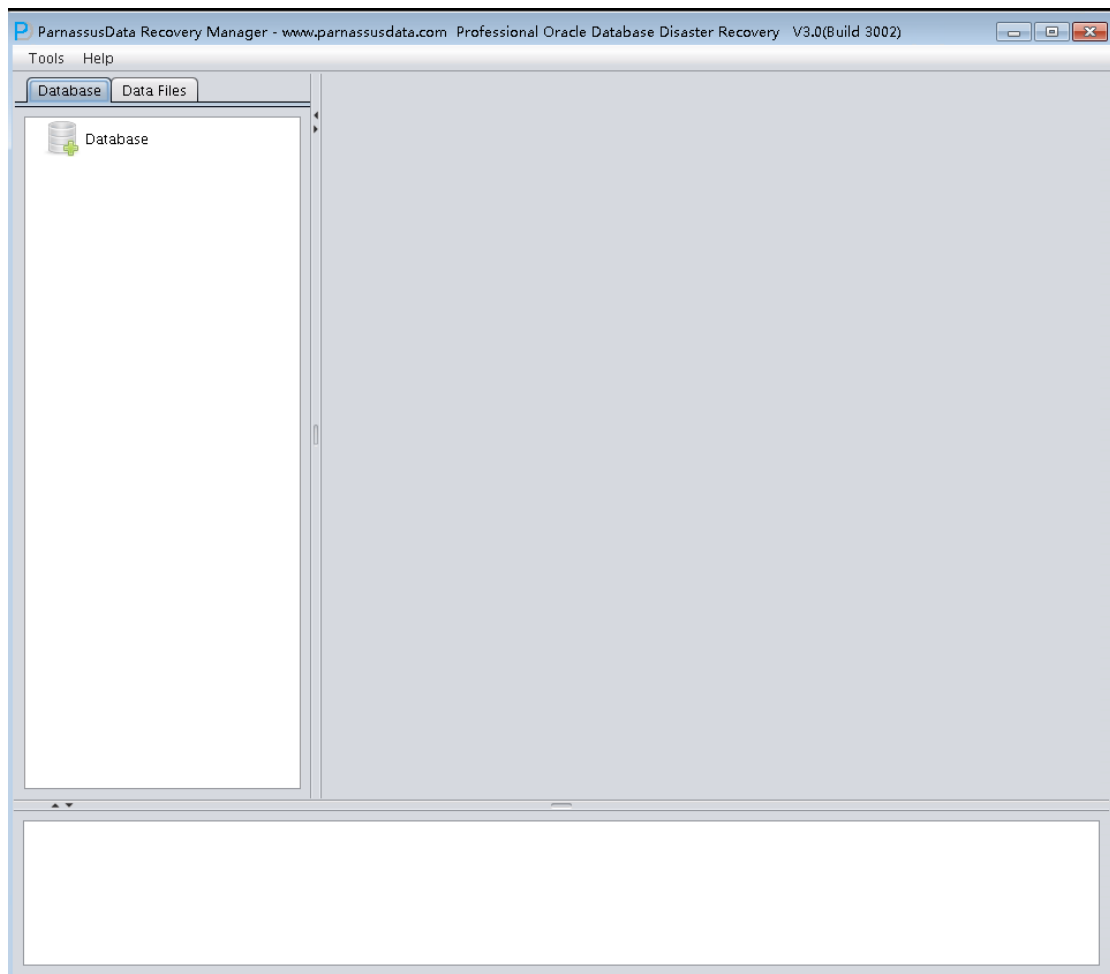 ParnassusData Recovery Manager - www.parnassusdata.com  Professional Oracle Database Disaster Recovery   V3.0(Build 3002)
Tools Help
Database Data Files
Database